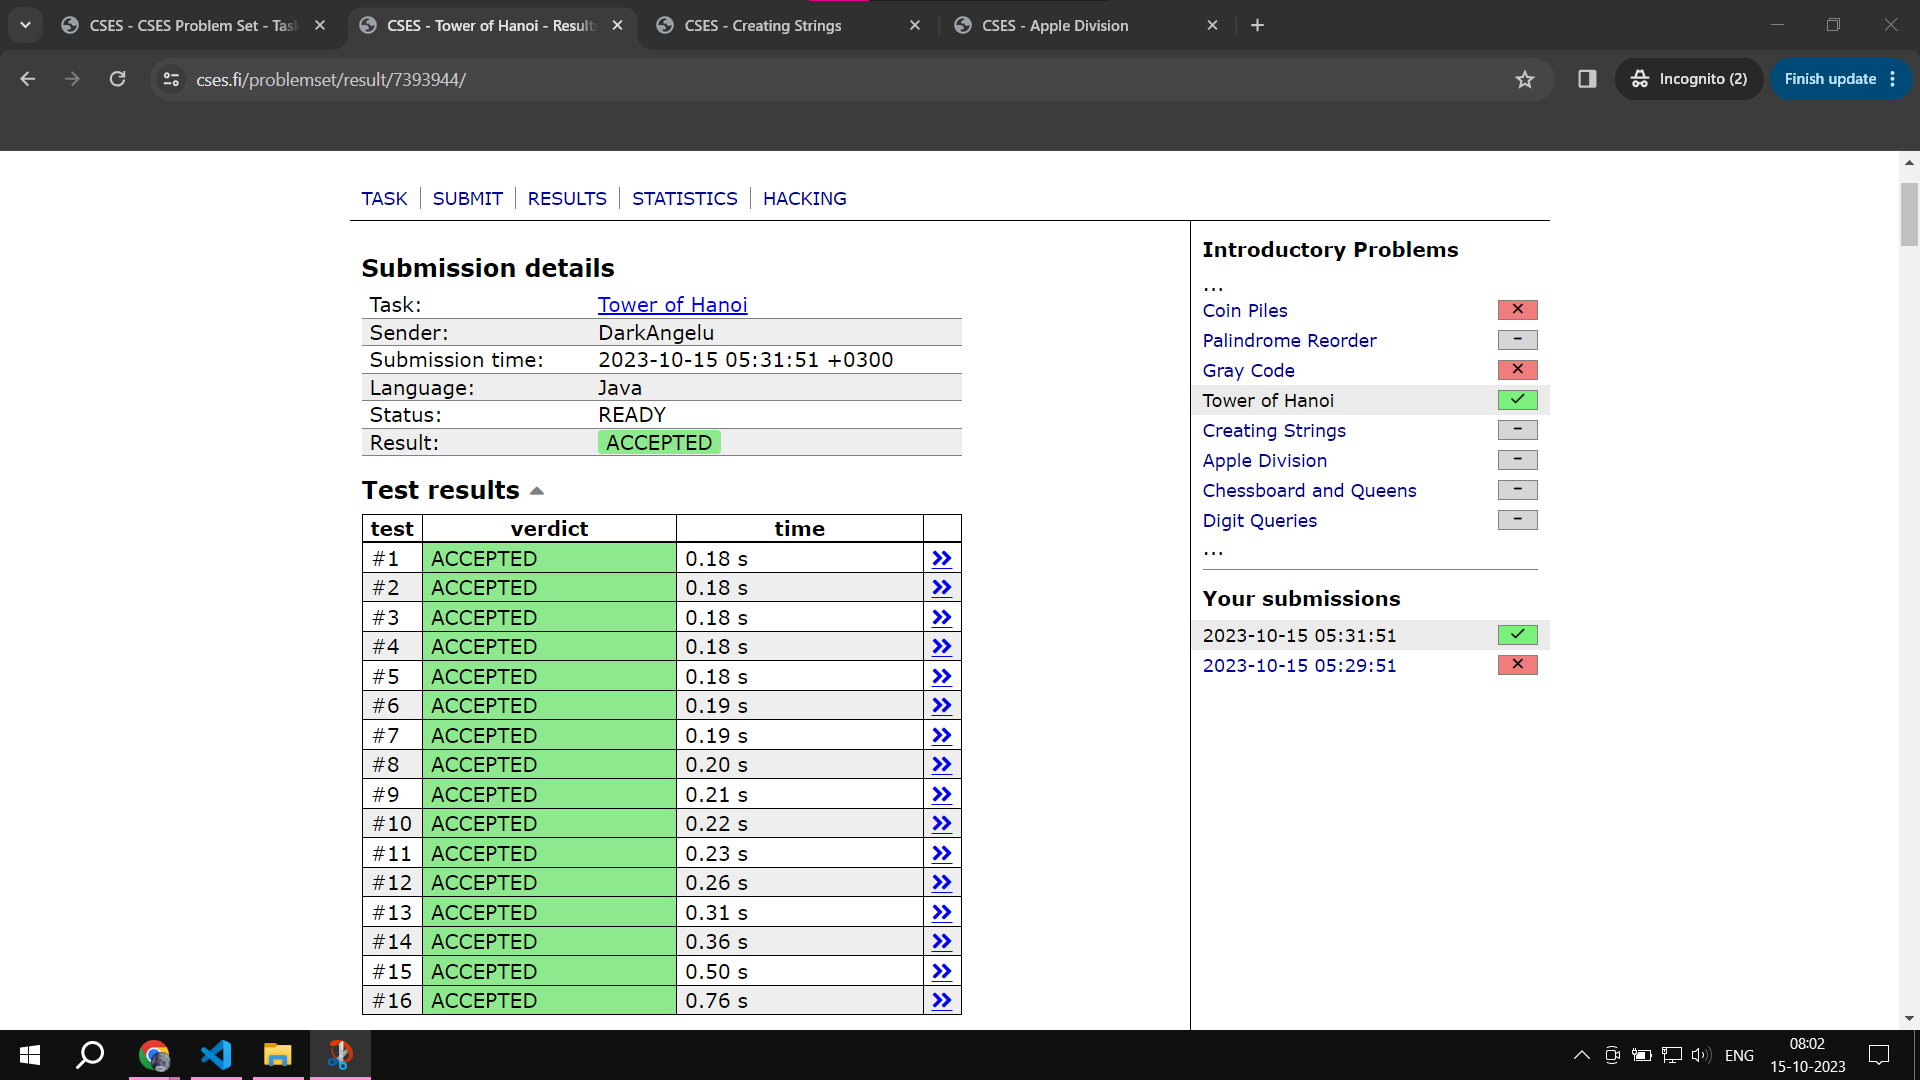 CSES - CSES Problem Set - Task
CSES - Tower of Hanoi - Results
CSES - Creating Strings
CSES - Apple Division
cses.fi/problemset/result/7393944/
Incognito (2)
Finish update
TASK SUBMIT RESULTS STATISTICS HACKING
Submission details
Task: Tower of Hanoi
Sender: DarkAngelu
Submission time: 2023-10-15 05:31:51 +0300
Language: Java
Status: READY
Result: ACCEPTED
Test results
test verdict time
#1 ACCEPTED 0.18 s »
#2 ACCEPTED 0.18 s »
#3 ACCEPTED 0.18 s »
#4 ACCEPTED 0.18 s »
#5 ACCEPTED 0.18 s »
#6 ACCEPTED 0.19 s »
#7 ACCEPTED 0.19 s »
#8 ACCEPTED 0.20 s »
#9 ACCEPTED 0.21 s »
#10 ACCEPTED 0.22 s »
#11 ACCEPTED 0.23 s »
#12 ACCEPTED 0.26 s »
#13 ACCEPTED 0.31 s »
#14 ACCEPTED 0.36 s »
#15 ACCEPTED 0.50 s »
#16 ACCEPTED 0.76 s »
Introductory Problems
...
Coin Piles
Palindrome Reorder
Gray Code
Tower of Hanoi
Creating Strings
Apple Division
Chessboard and Queens
Digit Queries
...
Your submissions
2023-10-15 05:31:51
2023-10-15 05:29:51
ENG
08:02
15-10-2023